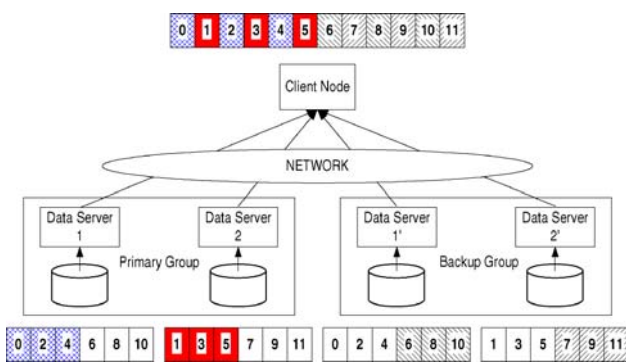 0 1 2 3 4 5 6 7 8 9 10 11
Client Node
NETWORK
Data Server 1
Data Server 2
Primary Group
Data Server 1'
Data Server 2'
Backup Group
0 2 4 6 8 10
1 3 5 7 9 11
0 2 4 6 8 10
1 3 5 7 9 11